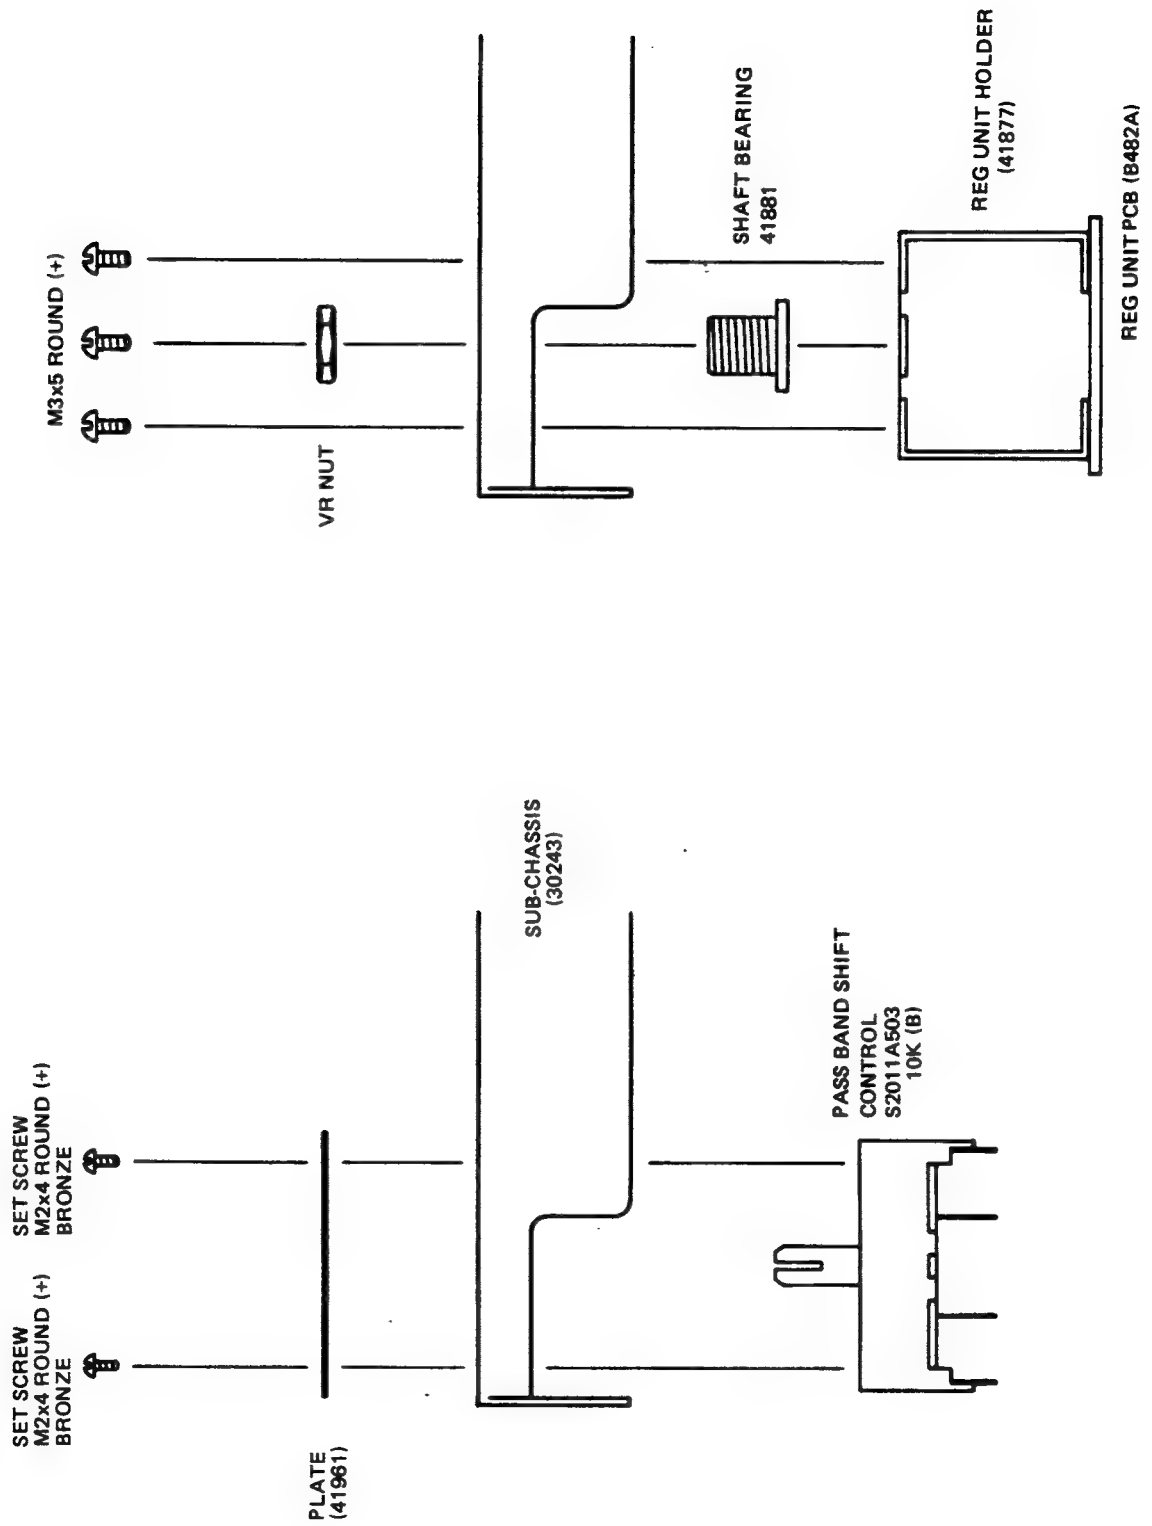 SET SCREW
M2x4 ROUND (+)
BRONZE
SET SCREW
M2x4 ROUND (+)
BRONZE
PLATE
(41961)
SUB-CHASSIS
(30243)
PASS BAND SHIFT
CONTROL
S2011A503
10K (B)
M3x5 ROUND (+)
VR NUT
SHAFT BEARING
41881
REG UNIT HOLDER
(41877)
REG UNIT PCB (B482A)